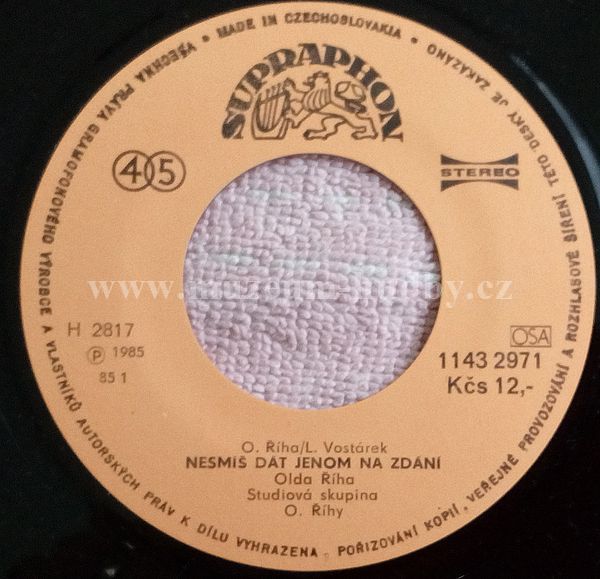 VŠECHNA PRÁVA GRAMOFONOVÉHO VÝROBCE A VLASTNÍKŮ AUTORSKÝCH PRÁV K DÍLU VYHRAZENA. POŘIZOVÁNÍ KOPIÍ, VEŘEJNÉ PROVOZOVÁNÍ A ROZHLASOVÉ ŠÍŘENÍ TÉTO DESKY JE ZAKÁZÁNO • MADE IN CZECHOSLOVAKIA •
SUPRAPHON
45
STEREO
www.muzeum-hudby.cz
H 2817
Ⓟ 1985
85 1
OSA
1143 2971
Kčs 12,-
O. Říha/L. Vostárek
NESMÍŠ DÁT JENOM NA ZDÁNÍ
Olda Říha
Studiová skupina
O. Říhy